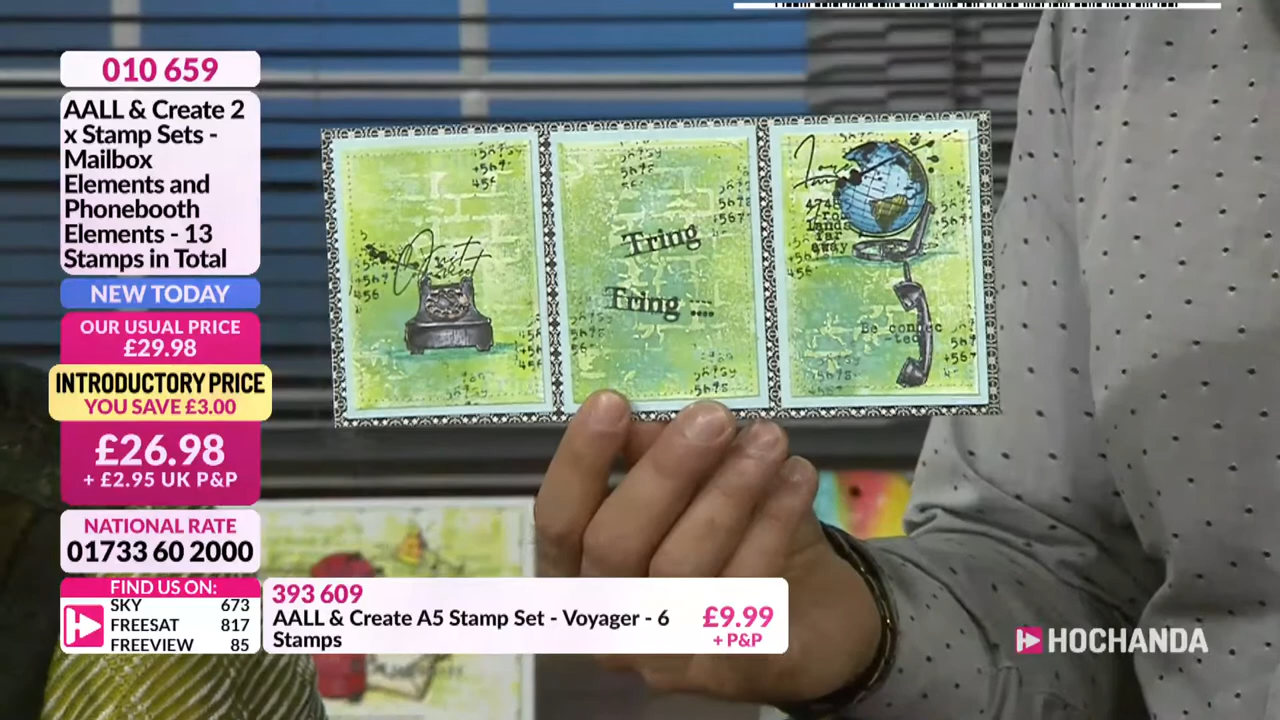 010 659
AALL & Create 2
x Stamp Sets -
Mailbox
Elements and
Phonebooth
Elements - 13
Stamps in Total
NEW TODAY
OUR USUAL PRICE
£29.98
INTRODUCTORY PRICE
YOU SAVE £3.00
£26.98
+ £2.95 UK P&P
NATIONAL RATE
01733 60 2000
FIND US ON:
SKY 673
FREESAT 817
FREEVIEW 85
393 609
AALL & Create A5 Stamp Set - Voyager - 6
Stamps
£9.99
+ P&P
HOCHANDA
Tring
Tring ....
lands
far
away
Be connec
-ted